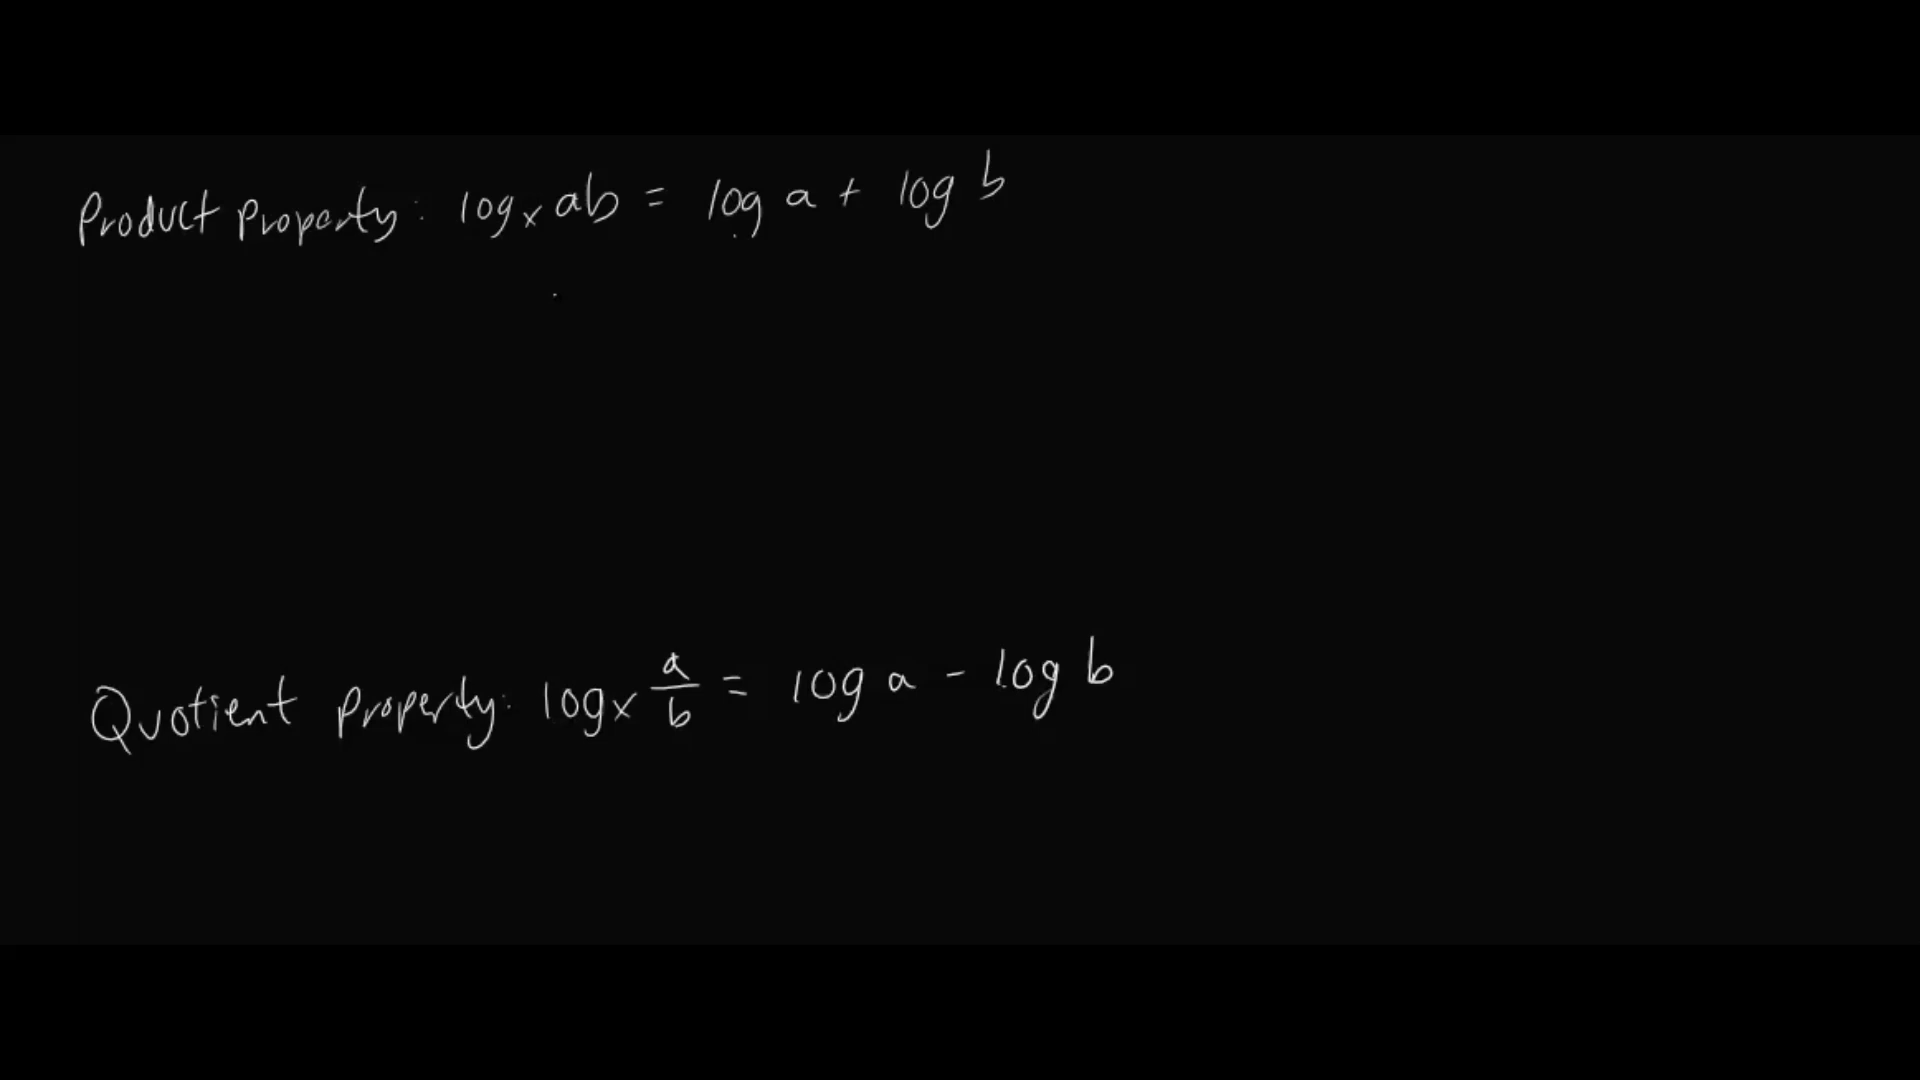 Product Property: logₓ ab = log a + log b
Quotient Property: logₓ a/b = log a - log b